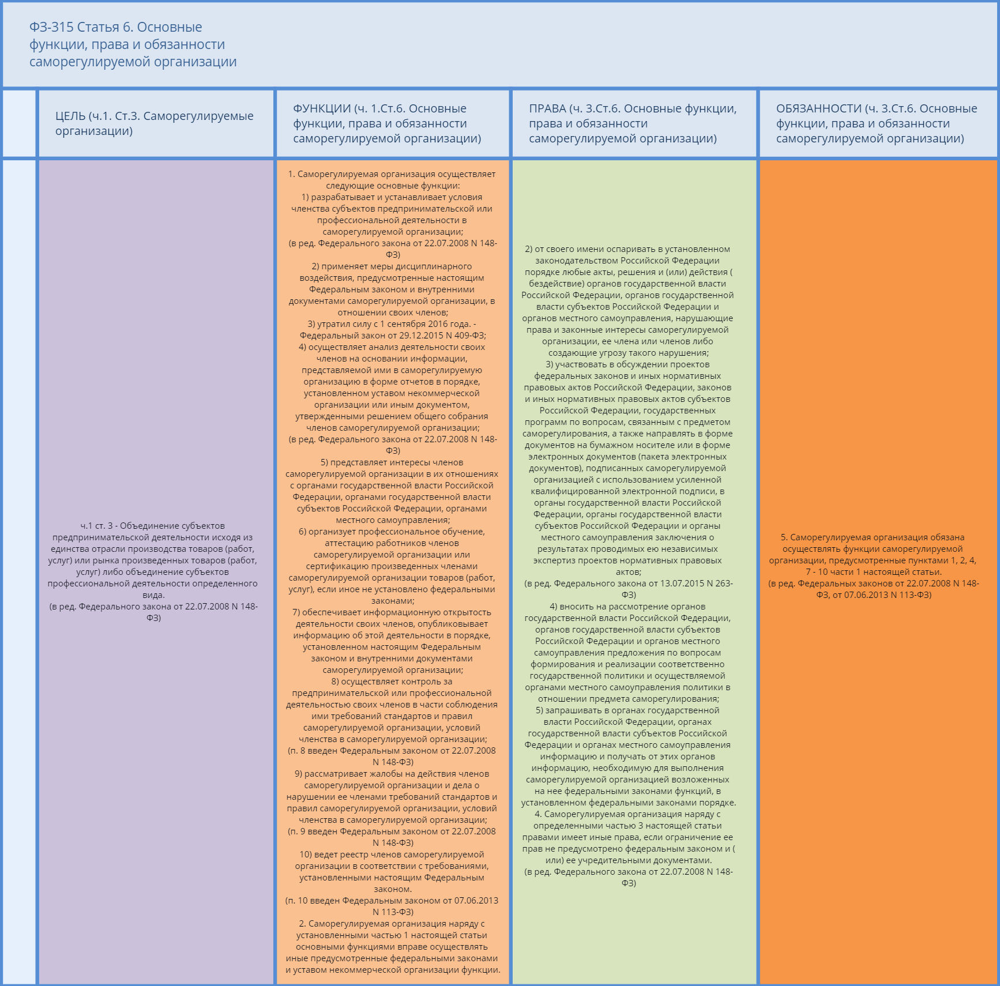 ФЗ-315 Статья 6. Основные
функции, права и обязанности
саморегулируемой организации
ЦЕЛЬ (ч.1. Ст.3. Саморегулируемые
организации)
ФУНКЦИИ (ч. 1.Ст.6. Основные
функции, права и обязанности
саморегулируемой организации)
ПРАВА (ч. 3.Ст.6. Основные функции,
права и обязанности
саморегулируемой организации)
ОБЯЗАННОСТИ (ч. 3.Ст.6. Основные
функции, права и обязанности
саморегулируемой организации)
ч.1 ст. 3 - Объединение субъектов
предпринимательской деятельности исходя из
единства отрасли производства товаров (работ,
услуг) или рынка произведенных товаров (работ,
услуг) либо объединение субъектов
профессиональной деятельности определенного
вида.
(в ред. Федерального закона от 22.07.2008 N 148-
ФЗ)
1. Саморегулируемая организация осуществляет
следующие основные функции:
1) разрабатывает и устанавливает условия
членства субъектов предпринимательской или
профессиональной деятельности в
саморегулируемой организации;
(в ред. Федерального закона от 22.07.2008 N 148-
ФЗ)
2) применяет меры дисциплинарного
воздействия, предусмотренные настоящим
Федеральным законом и внутренними
документами саморегулируемой организации, в
отношении своих членов;
3) утратил силу с 1 сентября 2016 года. -
Федеральный закон от 29.12.2015 N 409-ФЗ;
4) осуществляет анализ деятельности своих
членов на основании информации,
представляемой ими в саморегулируемую
организацию в форме отчетов в порядке,
установленном уставом некоммерческой
организации или иным документом,
утвержденными решением общего собрания
членов саморегулируемой организации;
(в ред. Федерального закона от 22.07.2008 N 148-
ФЗ)
5) представляет интересы членов
саморегулируемой организации в их отношениях
с органами государственной власти Российской
Федерации, органами государственной власти
субъектов Российской Федерации, органами
местного самоуправления;
6) организует профессиональное обучение,
аттестацию работников членов
саморегулируемой организации или
сертификацию произведенных членами
саморегулируемой организации товаров (работ,
услуг), если иное не установлено федеральными
законами;
7) обеспечивает информационную открытость
деятельности своих членов, опубликовывает
информацию об этой деятельности в порядке,
установленном настоящим Федеральным
законом и внутренними документами
саморегулируемой организации;
8) осуществляет контроль за
предпринимательской или профессиональной
деятельностью своих членов в части соблюдения
ими требований стандартов и правил
саморегулируемой организации, условий
членства в саморегулируемой организации;
(п. 8 введен Федеральным законом от 22.07.2008
N 148-ФЗ)
9) рассматривает жалобы на действия членов
саморегулируемой организации и дела о
нарушении ее членами требований стандартов и
правил саморегулируемой организации, условий
членства в саморегулируемой организации;
(п. 9 введен Федеральным законом от 22.07.2008
N 148-ФЗ)
10) ведет реестр членов саморегулируемой
организации в соответствии с требованиями,
установленными настоящим Федеральным
законом.
(п. 10 введен Федеральным законом от 07.06.2013
N 113-ФЗ)
2. Саморегулируемая организация наряду с
установленными частью 1 настоящей статьи
основными функциями вправе осуществлять
иные предусмотренные федеральными законами
и уставом некоммерческой организации функции.
2) от своего имени оспаривать в установленном
законодательством Российской Федерации
порядке любые акты, решения и (или) действия (
бездействие) органов государственной власти
Российской Федерации, органов государственной
власти субъектов Российской Федерации и
органов местного самоуправления, нарушающие
права и законные интересы саморегулируемой
организации, ее члена или членов либо
создающие угрозу такого нарушения;
3) участвовать в обсуждении проектов
федеральных законов и иных нормативных
правовых актов Российской Федерации, законов
и иных нормативных правовых актов субъектов
Российской Федерации, государственных
программ по вопросам, связанным с предметом
саморегулирования, а также направлять в форме
документов на бумажном носителе или в форме
электронных документов (пакета электронных
документов), подписанных саморегулируемой
организацией с использованием усиленной
квалифицированной электронной подписи, в
органы государственной власти Российской
Федерации, органы государственной власти
субъектов Российской Федерации и органы
местного самоуправления заключения о
результатах проводимых ею независимых
экспертиз проектов нормативных правовых
актов;
(в ред. Федерального закона от 13.07.2015 N 263-
ФЗ)
4) вносить на рассмотрение органов
государственной власти Российской Федерации,
органов государственной власти субъектов
Российской Федерации и органов местного
самоуправления предложения по вопросам
формирования и реализации соответственно
государственной политики и осуществляемой
органами местного самоуправления политики в
отношении предмета саморегулирования;
5) запрашивать в органах государственной
власти Российской Федерации, органах
государственной власти субъектов Российской
Федерации и органах местного самоуправления
информацию и получать от этих органов
информацию, необходимую для выполнения
саморегулируемой организацией возложенных
на нее федеральными законами функций, в
установленном федеральными законами порядке.
4. Саморегулируемая организация наряду с
определенными частью 3 настоящей статьи
правами имеет иные права, если ограничение ее
прав не предусмотрено федеральным законом и (
или) ее учредительными документами.
(в ред. Федерального закона от 22.07.2008 N 148-
ФЗ)
5. Саморегулируемая организация обязана
осуществлять функции саморегулируемой
организации, предусмотренные пунктами 1, 2, 4,
7 - 10 части 1 настоящей статьи.
(в ред. Федеральных законов от 22.07.2008 N 148-
ФЗ, от 07.06.2013 N 113-ФЗ)